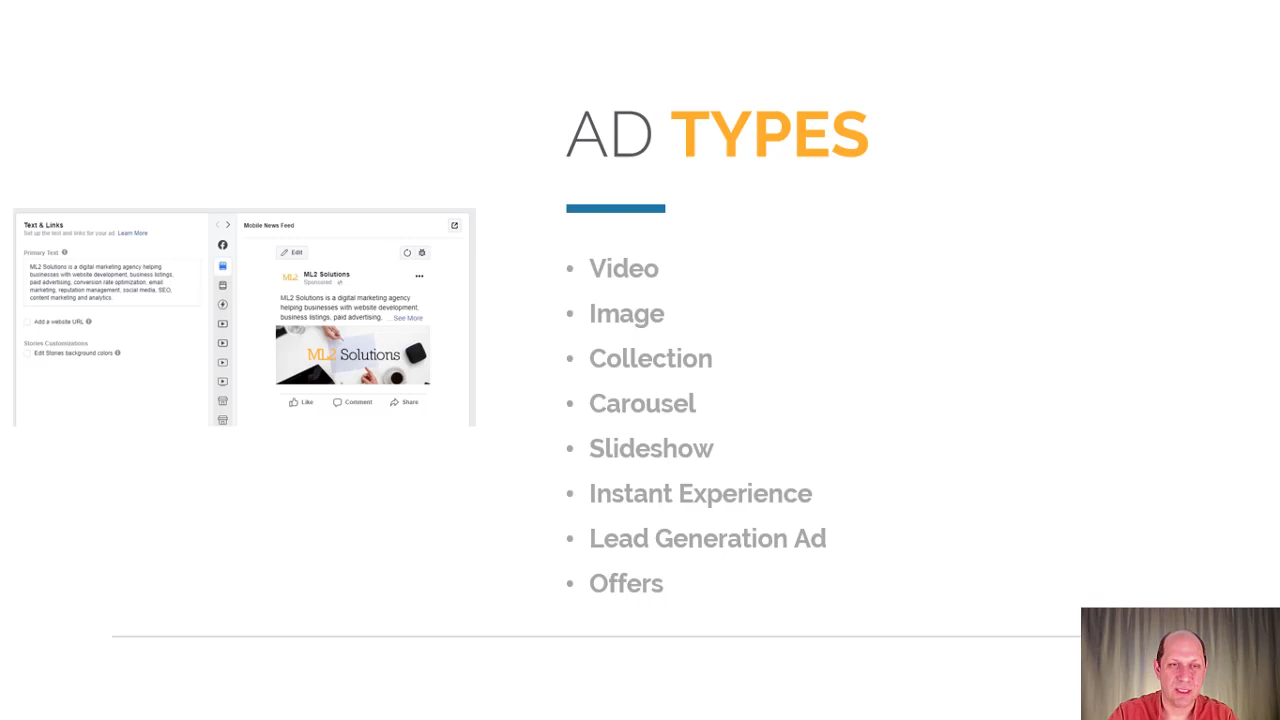 AD TYPES
Text & Links
Set up the text and links for your ad. Learn More
Primary Text
ML2 Solutions is a digital marketing agency helping
businesses with website development, business listings,
paid advertising, conversion rate optimization, email
marketing, reputation management, social media, SEO,
content marketing and analytics.
Add a website URL
Stories Customizations
Edit Stories background colors
Mobile News Feed
Edit
ML2
ML2 Solutions
Sponsored
ML2 Solutions is a digital marketing agency
helping businesses with website development,
business listings, paid advertising, ...See More
ML2 Solutions
Like Comment Share
• Video
• Image
• Collection
• Carousel
• Slideshow
• Instant Experience
• Lead Generation Ad
• Offers